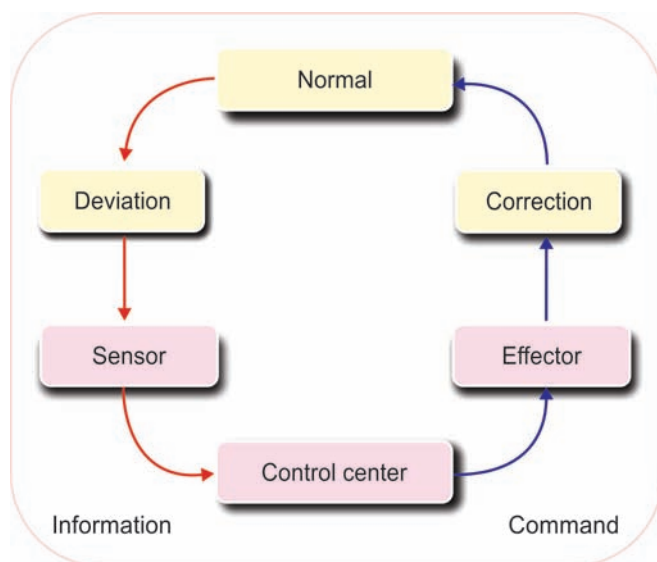 Normal
Deviation
Correction
Sensor
Effector
Control center
Information
Command